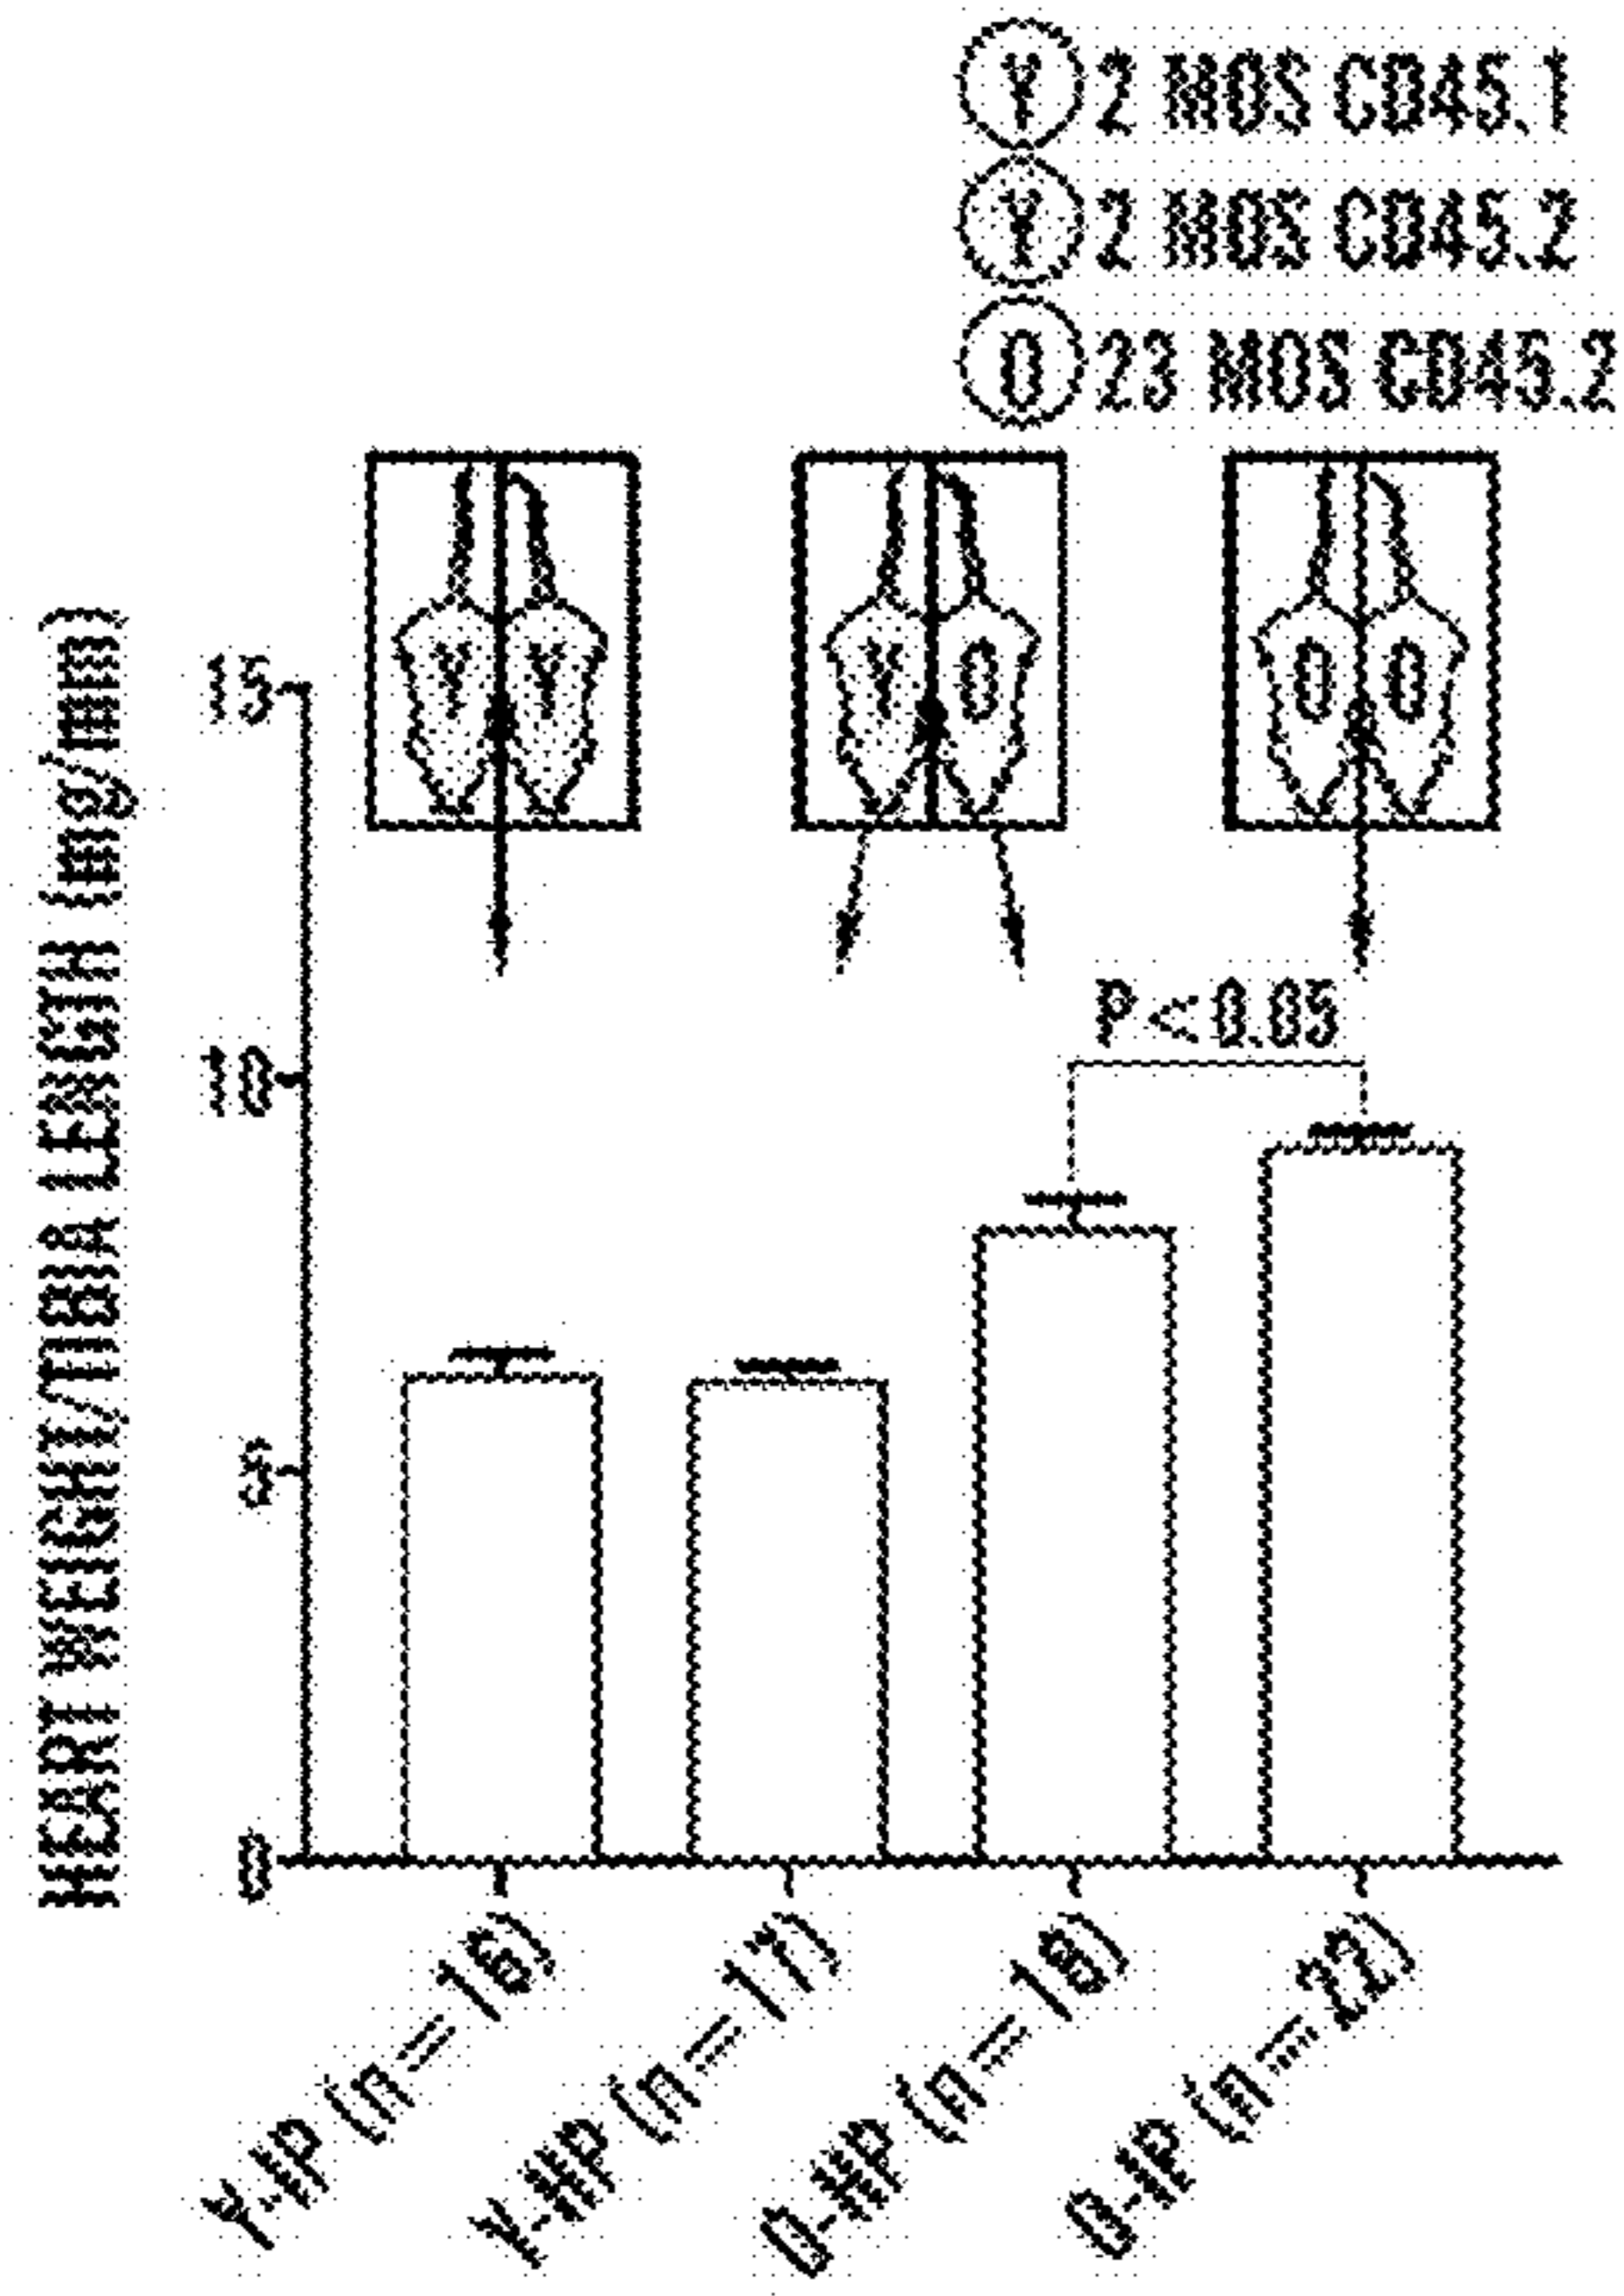 Y 2 MOS CD45.1
Y 2 MOS CD45.2
O 23 MOS CD45.2
Y Y
Y O
O O
HEART WEIGHT/TIBIA LENGTH (mg/mm)
15
10
5
0
P < 0.05
Y-IP (n=16)
Y-HP (n=17)
O-HP (n=18)
O-IP (n=22)